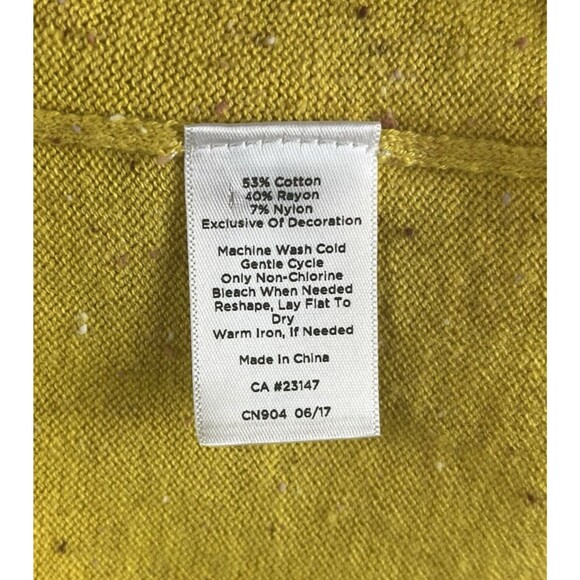 53% Cotton
40% Rayon
7% Nylon
Exclusive Of Decoration
Machine Wash Cold
Gentle Cycle
Only Non-Chlorine
Bleach When Needed
Reshape, Lay Flat To
Dry
Warm Iron, If Needed
Made In China
CA #23147
CN904 06/17